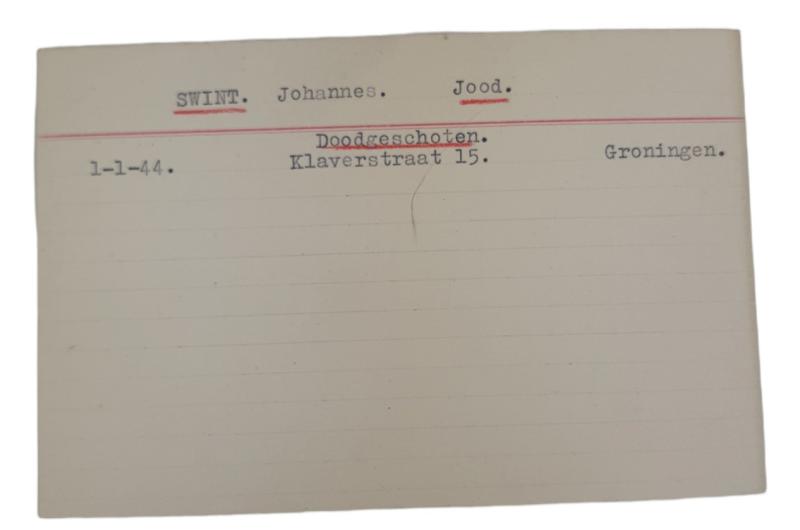 SWINT. Johannes. Jood.
Doodgeschoten.
1-1-44. Klaverstraat 15. Groningen.